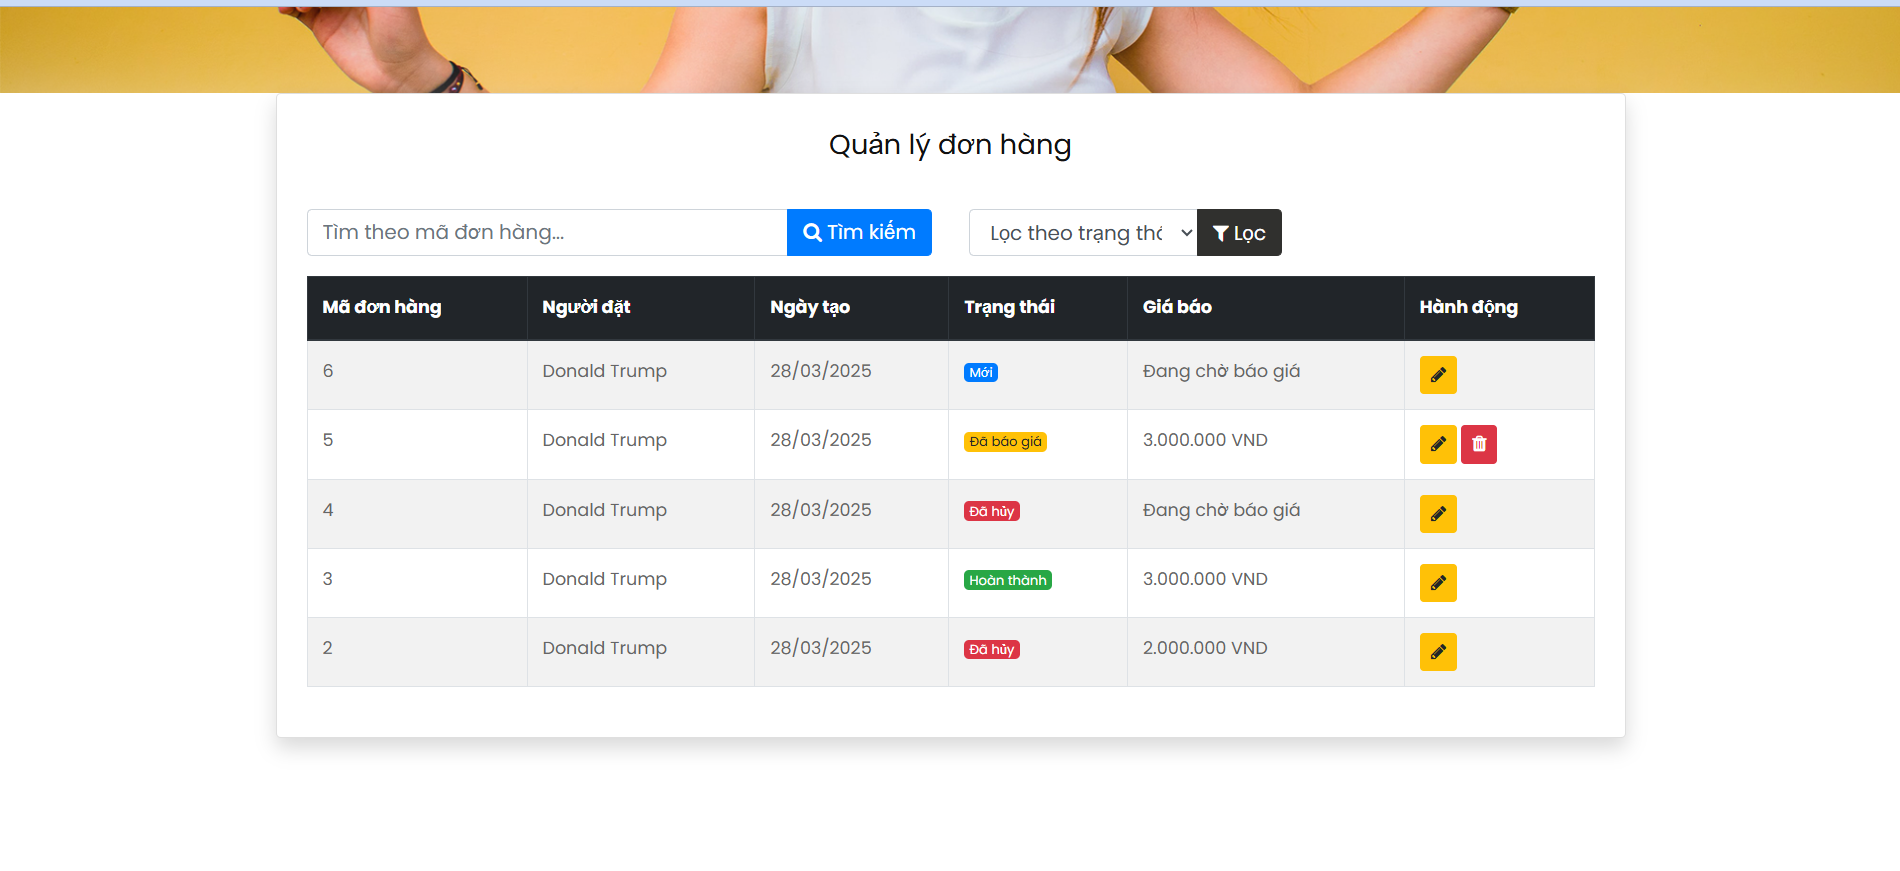 Quản lý đơn hàng
Tìm theo mã đơn hàng... Tìm kiếm Lọc theo trạng thá Lọc
Mã đơn hàng Người đặt Ngày tạo Trạng thái Giá báo Hành động
6 Donald Trump 28/03/2025 Mới Đang chờ báo giá
5 Donald Trump 28/03/2025 Đã báo giá 3.000.000 VND
4 Donald Trump 28/03/2025 Đã hủy Đang chờ báo giá
3 Donald Trump 28/03/2025 Hoàn thành 3.000.000 VND
2 Donald Trump 28/03/2025 Đã hủy 2.000.000 VND